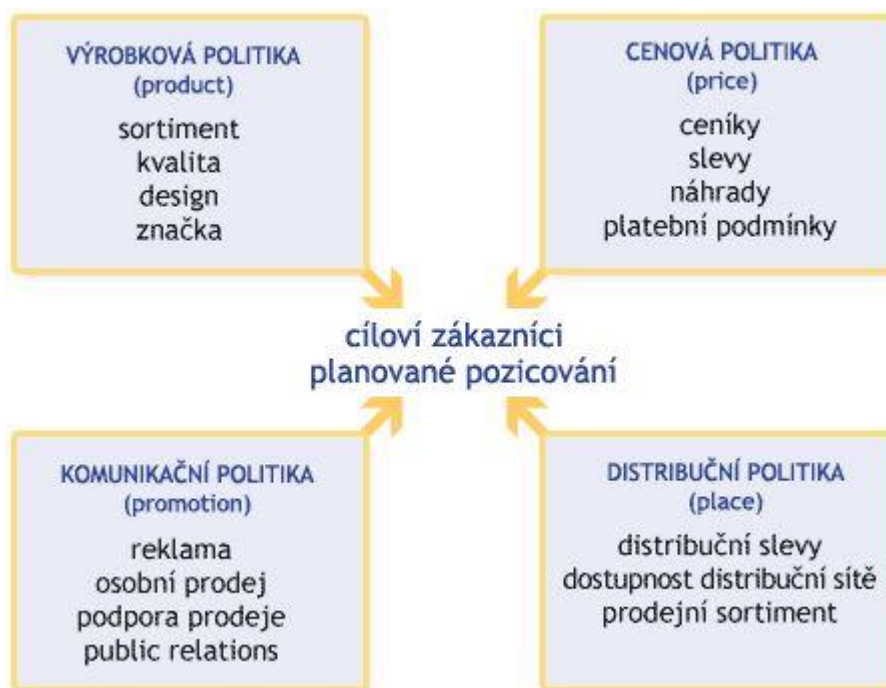 VÝROBKOVÁ POLITIKA
(product)
sortiment
kvalita
design
značka
CENOVÁ POLITIKA
(price)
ceníky
slevy
náhrady
platební podmínky
cíloví zákazníci
planované pozicování
KOMUNIKAČNÍ POLITIKA
(promotion)
reklama
osobní prodej
podpora prodeje
public relations
DISTRIBUČNÍ POLITIKA
(place)
distribuční slevy
dostupnost distribuční sítě
prodejní sortiment